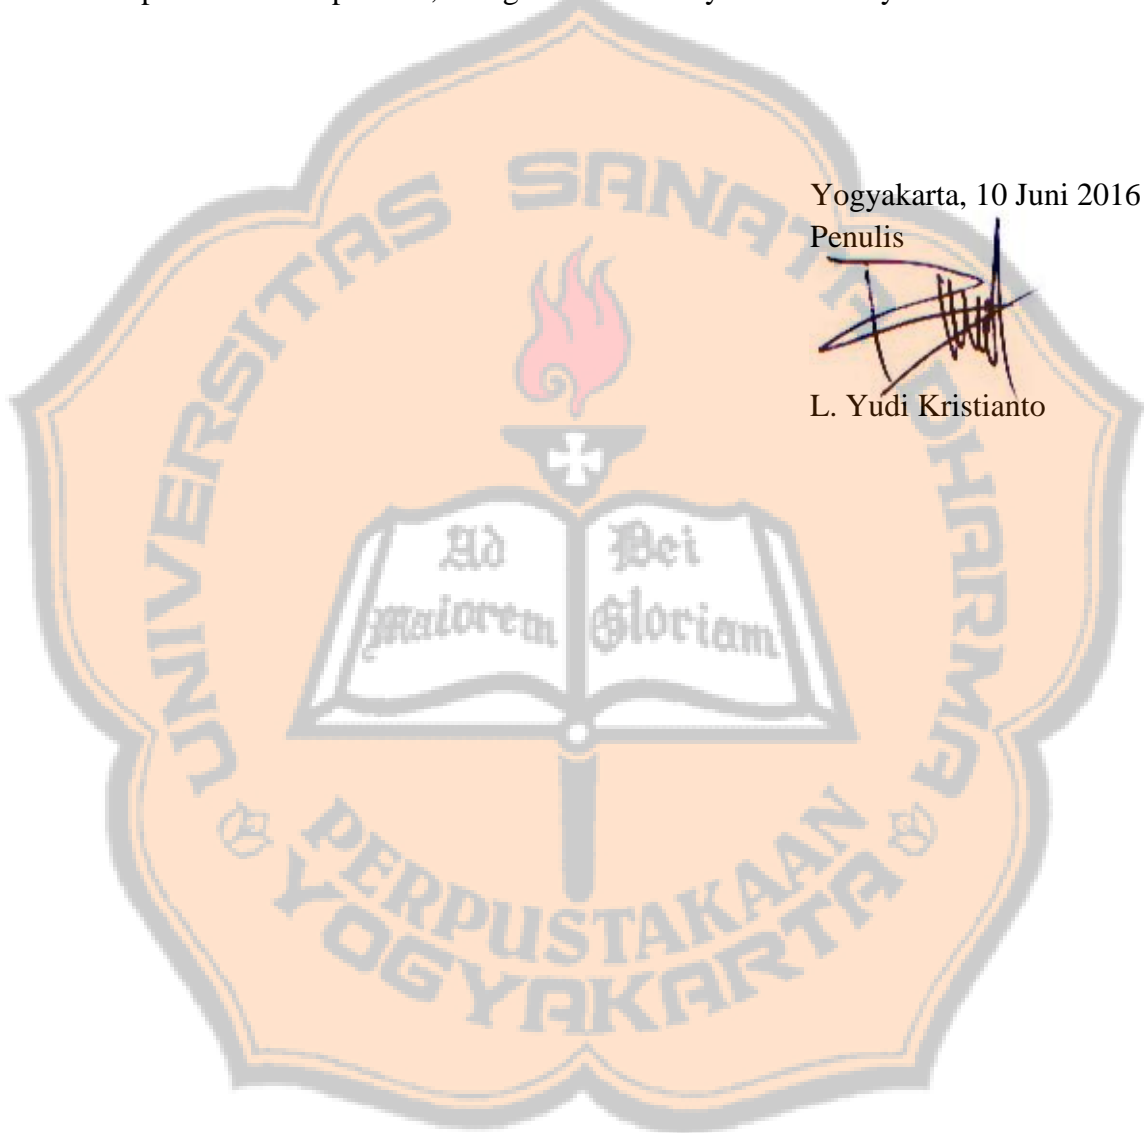 Yogyakarta, 10 Juni 2016
Penulis
L. Yudi Kristianto
UNIVERSITAS SANATA DHARMA
Ad Dei
Maiorem Gloriam
PERPUSTAKAAN
YOGYAKARTA